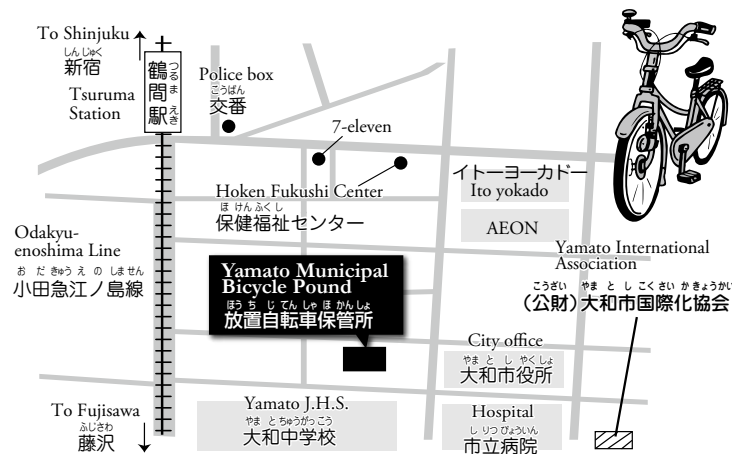 To Shinjuku
しんじゅく
新宿
つるま えき
鶴間駅
Tsuruma
Station
Police box
こうばん
交番
7-eleven
Hoken Fukushi Center
ほ けん ふく し
保健福祉センター
イトーヨーカドー
Ito yokado
AEON
Odakyu-
enoshima Line
お だ きゅう え の しま せん
小田急江ノ島線
Yamato Municipal
Bicycle Pound
ほう ち じ てん しゃ ほ かん しょ
放置自転車保管所
Yamato International
Association
こうざい やま と し こく さい か きょうかい
(公財)大和市国際化協会
City office
やま と し やく しょ
大和市役所
To Fujisawa
ふじさわ
藤沢
Yamato J.H.S.
やま と ちゅうがっ こう
大和中学校
Hospital
し りつ びょういん
市立病院